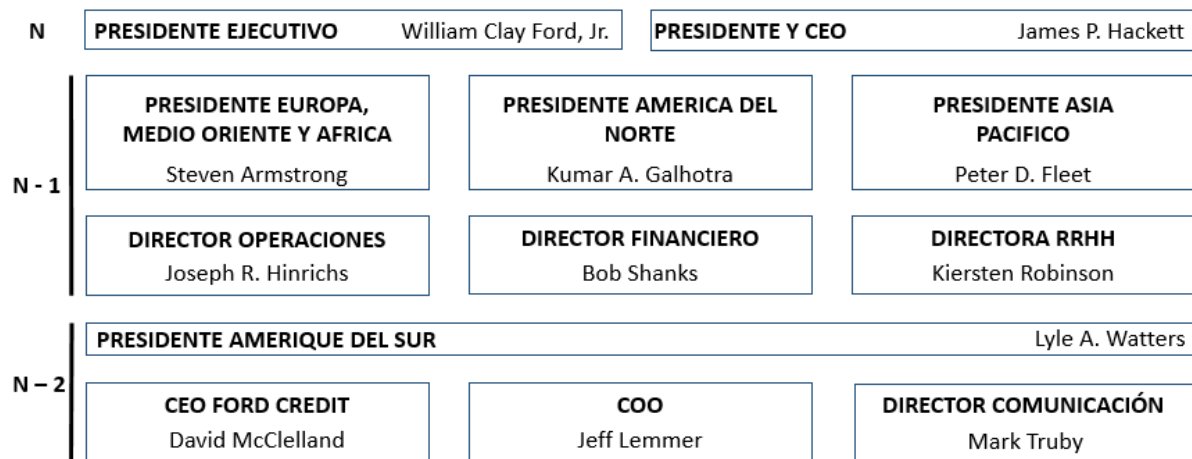 N
PRESIDENTE EJECUTIVO William Clay Ford, Jr.
PRESIDENTE Y CEO James P. Hackett
N - 1
PRESIDENTE EUROPA,
MEDIO ORIENTE Y AFRICA
Steven Armstrong
PRESIDENTE AMERICA DEL
NORTE
Kumar A. Galhotra
PRESIDENTE ASIA
PACIFICO
Peter D. Fleet
DIRECTOR OPERACIONES
Joseph R. Hinrichs
DIRECTOR FINANCIERO
Bob Shanks
DIRECTORA RRHH
Kiersten Robinson
N – 2
PRESIDENTE AMERIQUE DEL SUR Lyle A. Watters
CEO FORD CREDIT
David McClelland
COO
Jeff Lemmer
DIRECTOR COMUNICACIÓN
Mark Truby